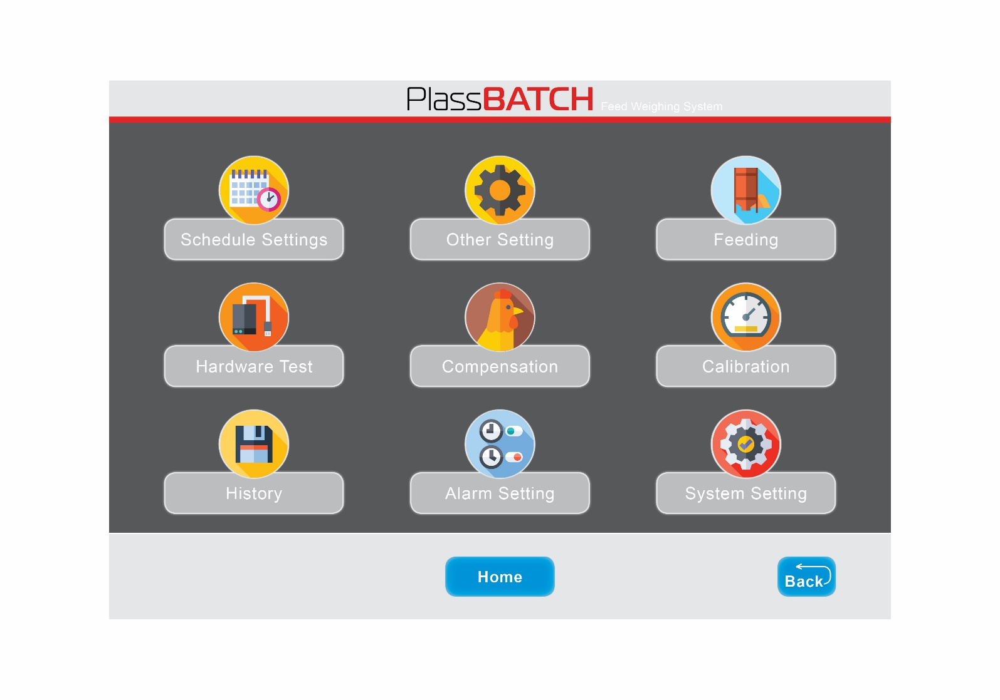 PlassBATCH Feed Weighing System
Schedule Settings
Other Setting
Feeding
Hardware Test
Compensation
Calibration
History
Alarm Setting
System Setting
Home
Back